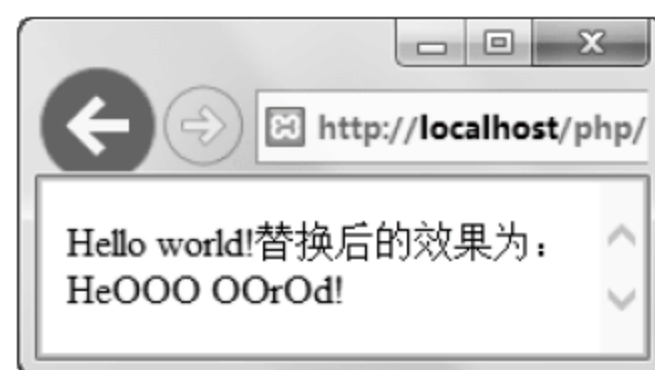 http://localhost/php/
Hello world!替换后的效果为：
HeOOO OOrOd!